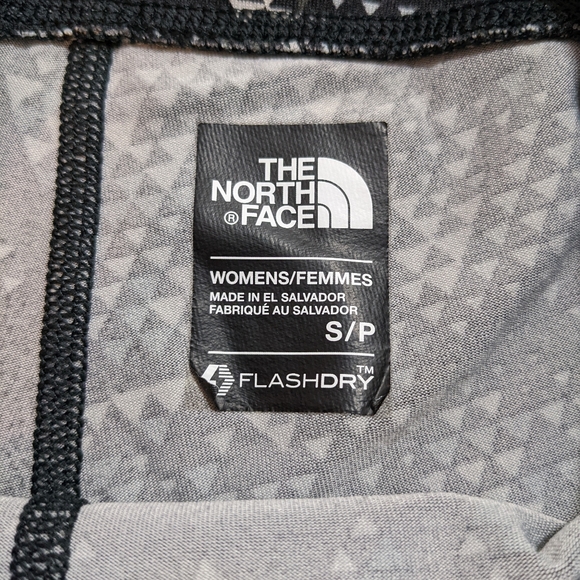 THE
NORTH
® FACE
WOMENS/FEMMES
MADE IN EL SALVADOR
FABRIQUÉ AU SALVADOR
S/P
FLASHDRY™